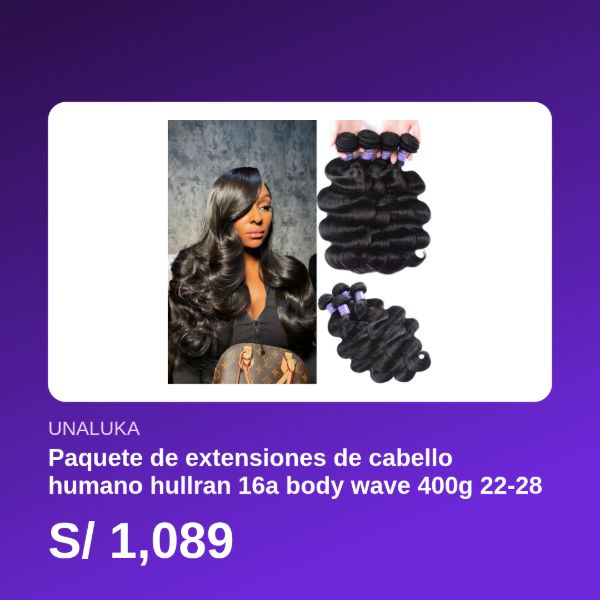 UNALUKA
Paquete de extensiones de cabello
humano hullran 16a body wave 400g 22-28
S/ 1,089